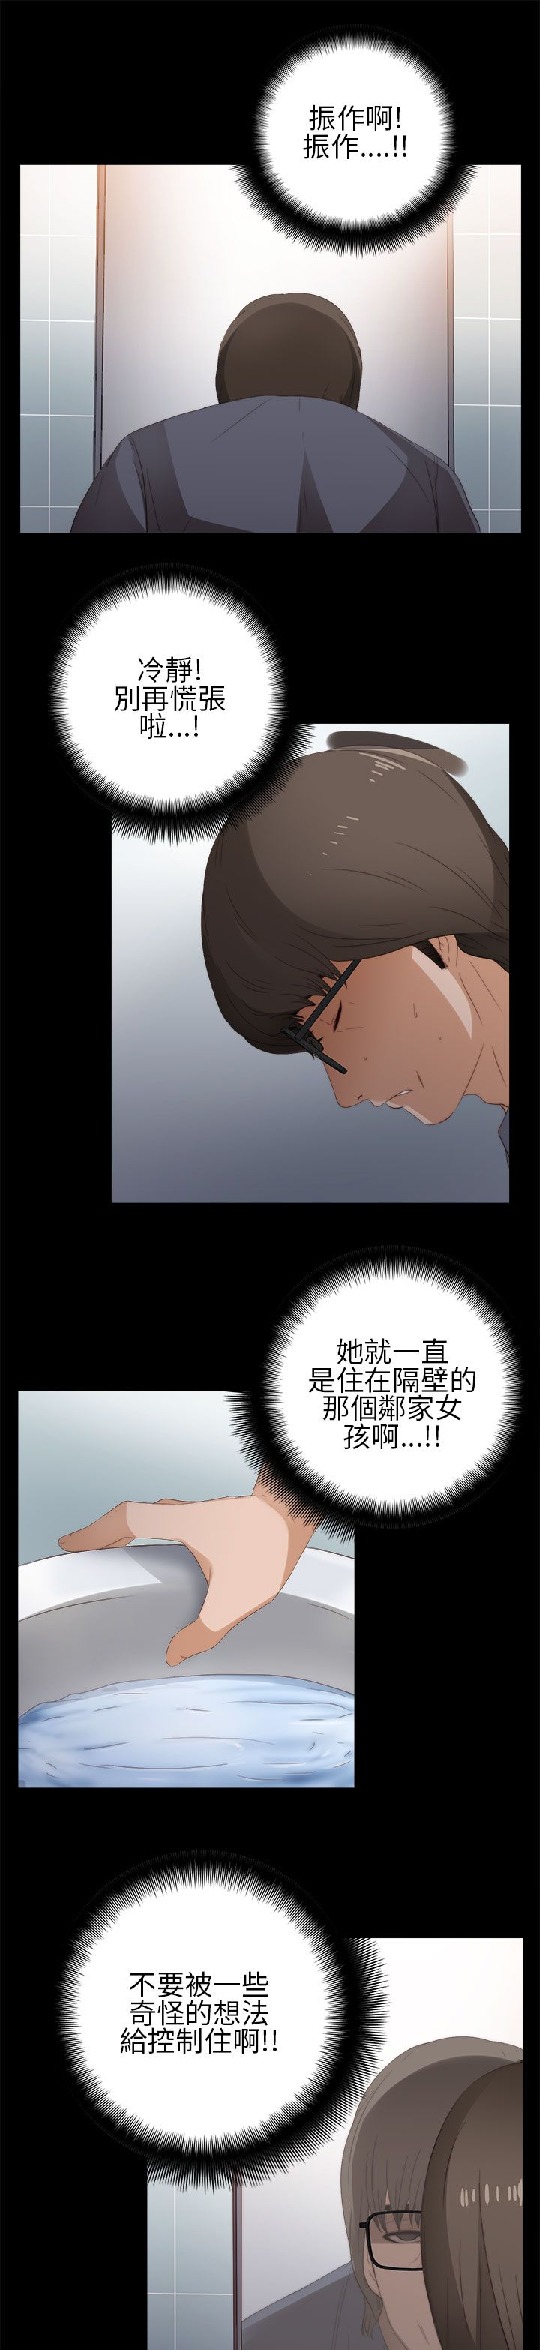 振作啊!
振作....!!
冷靜!
別再慌張
啦...!
她就一直
是住在隔壁的
那個鄰家女
孩啊...!!
不要被一些
奇怪的想法
給控制住啊!!